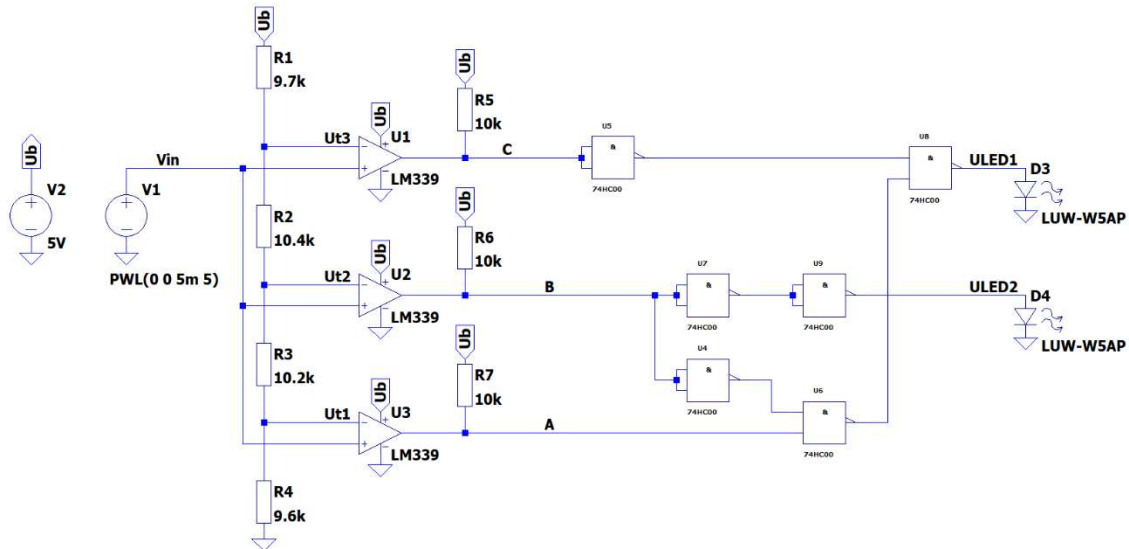 Ub
R1
9.7k
Ub
V2
5V
Vin
V1
PWL(0 0 5m 5)
Ut3
Ub
U1
LM339
Ub
R5
10k
C
U5
&
74HC00
U8
&
74HC00
ULED1
D3
LUW-W5AP
R2
10.4k
Ut2
Ub
U2
LM339
Ub
R6
10k
B
U7
&
74HC00
U9
&
74HC00
ULED2
D4
LUW-W5AP
R3
10.2k
Ut1
Ub
U3
LM339
Ub
R7
10k
A
U4
&
74HC00
U6
&
74HC00
R4
9.6k